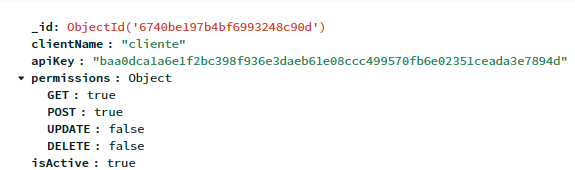 _id: ObjectId('6740be197b4bf6993248c90d')
clientName : "cliente"
apiKey : "baa0dca1a6e1f2bc398f936e3daeb61e08ccc499570fb6e02351ceada3e7894d"
permissions : Object
GET : true
POST : true
UPDATE : false
DELETE : false
isActive : true